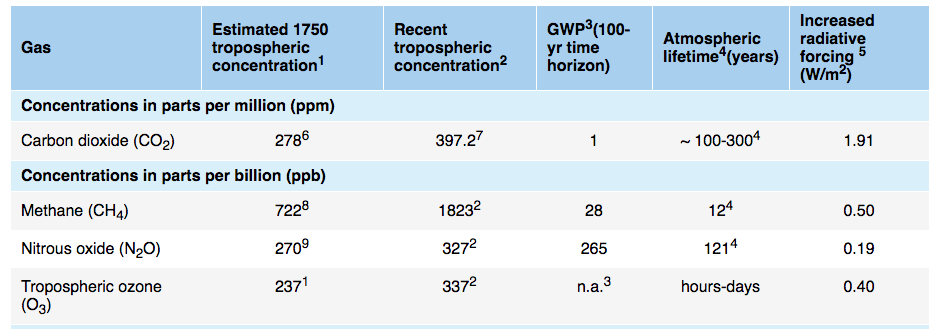 Gas Estimated 1750 tropospheric concentration¹ Recent tropospheric concentration² GWP³(100-yr time horizon) Atmospheric lifetime⁴(years) Increased radiative forcing ⁵ (W/m²)
Concentrations in parts per million (ppm)
Carbon dioxide (CO₂) 278⁶ 397.2⁷ 1 ~ 100-300⁴ 1.91
Concentrations in parts per billion (ppb)
Methane (CH₄) 722⁸ 1823² 28 12⁴ 0.50
Nitrous oxide (N₂O) 270⁹ 327² 265 121⁴ 0.19
Tropospheric ozone (O₃) 237¹ 337² n.a.³ hours-days 0.40